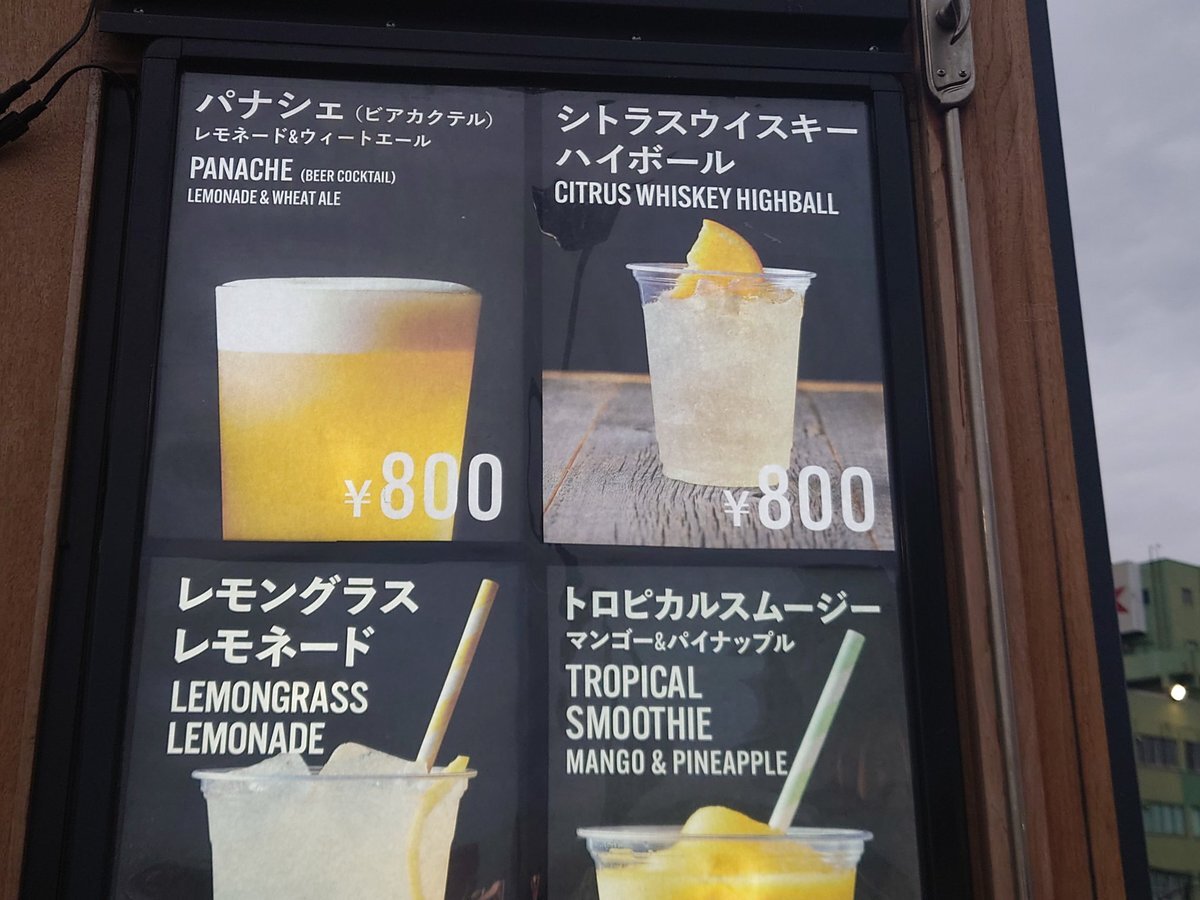 パナシェ (ビアカクテル)
レモネード&ウィートエール
PANACHE (BEER COCKTAIL)
LEMONADE & WHEAT ALE
¥800
シトラスウイスキー
ハイボール
CITRUS WHISKEY HIGHBALL
¥800
レモングラス
レモネード
LEMONGRASS
LEMONADE
トロピカルスムージー
マンゴー&パイナップル
TROPICAL
SMOOTHIE
MANGO & PINEAPPLE